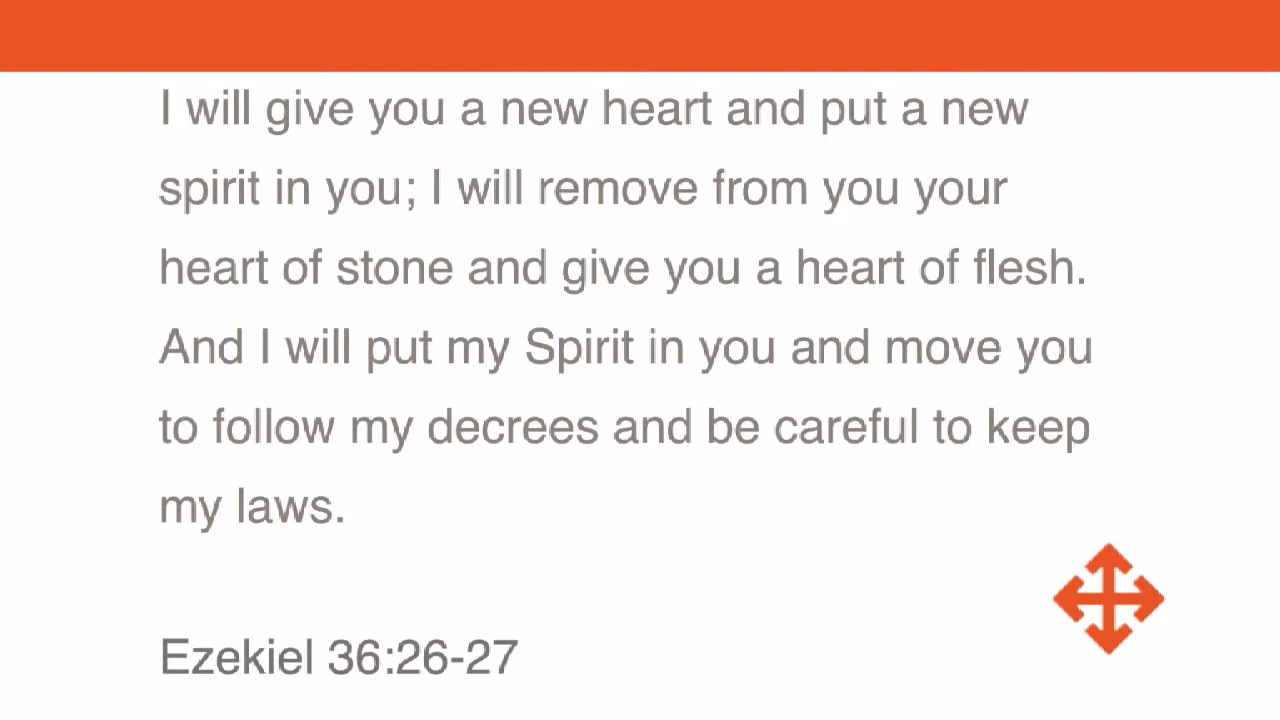 I will give you a new heart and put a new
spirit in you; I will remove from you your
heart of stone and give you a heart of flesh.
And I will put my Spirit in you and move you
to follow my decrees and be careful to keep
my laws.
Ezekiel 36:26-27